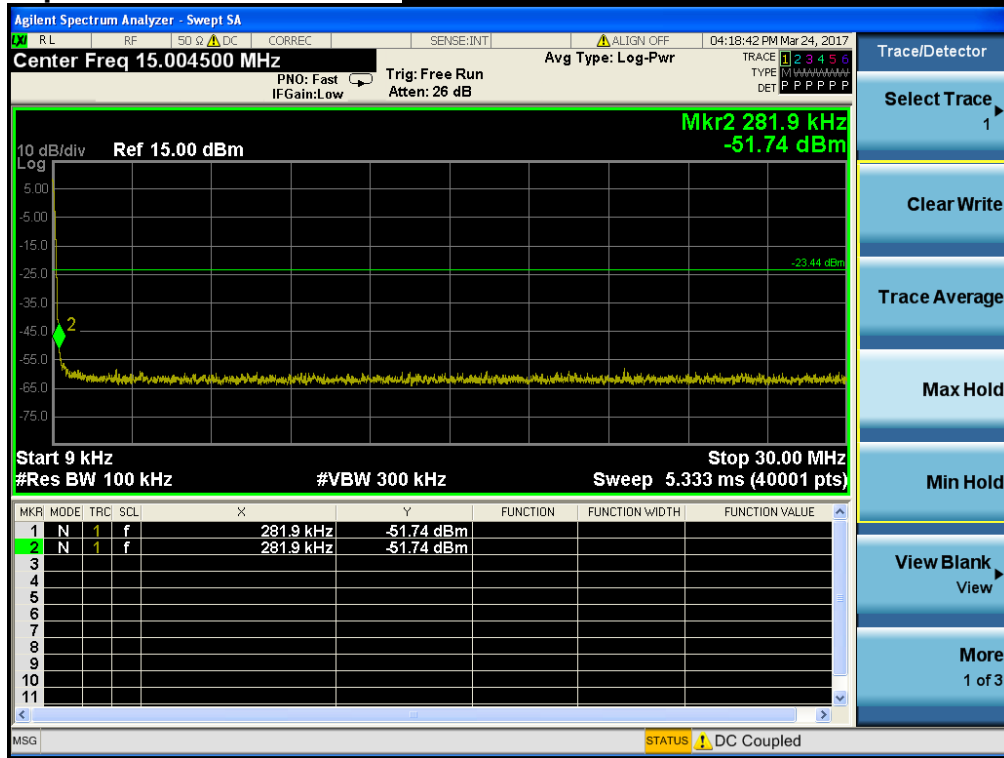 Agilent Spectrum Analyzer - Swept SA
LXI RL RF 50 Ω DC CORREC SENSE:INT ALIGN OFF 04:18:42 PM Mar 24, 2017
Center Freq 15.004500 MHz
PNO: Fast
IFGain:Low
Trig: Free Run
Atten: 26 dB
Avg Type: Log-Pwr
TRACE 1 2 3 4 5 6
TYPE M
DET P P P P P P
Mkr2 281.9 kHz
-51.74 dBm
10 dB/div Ref 15.00 dBm
Log
5.00
-5.00
-15.0
-23.44 dBm
-25.0
-35.0
2
-45.0
-55.0
-65.0
-75.0
Start 9 kHz Stop 30.00 MHz
#Res BW 100 kHz #VBW 300 kHz Sweep 5.333 ms (40001 pts)
MKR MODE TRC SCL X Y FUNCTION FUNCTION WIDTH FUNCTION VALUE
1 N 1 f 281.9 kHz -51.74 dBm
2 N 1 f 281.9 kHz -51.74 dBm
3
4
5
6
7
8
9
10
11
MSG STATUS DC Coupled
Trace/Detector
Select Trace
1
Clear Write
Trace Average
Max Hold
Min Hold
View Blank
View
More
1 of 3